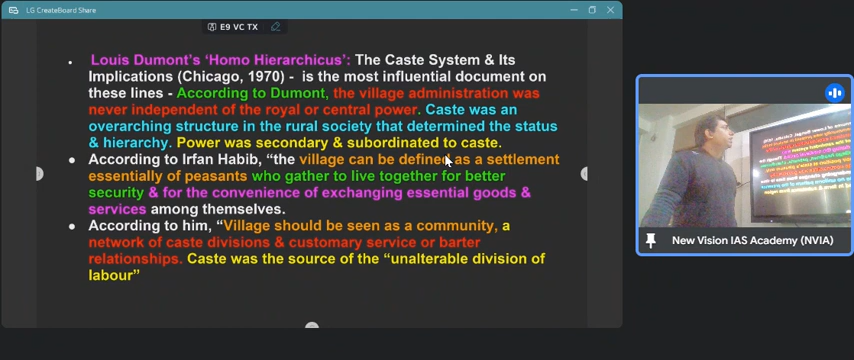 LG CreateBoard Share
E9 VC TX
• Louis Dumont's 'Homo Hierarchicus': The Caste System & Its
Implications (Chicago, 1970) - is the most influential document on
these lines - According to Dumont, the village administration was
never independent of the royal or central power. Caste was an
overarching structure in the rural society that determined the status
& hierarchy. Power was secondary & subordinated to caste.
• According to Irfan Habib, “the village can be defined as a settlement
essentially of peasants who gather to live together for better
security & for the convenience of exchanging essential goods &
services among themselves.
• According to him, “Village should be seen as a community, a
network of caste divisions & customary service or barter
relationships. Caste was the source of the “unalterable division of
labour”
New Vision IAS Academy (NVIA)